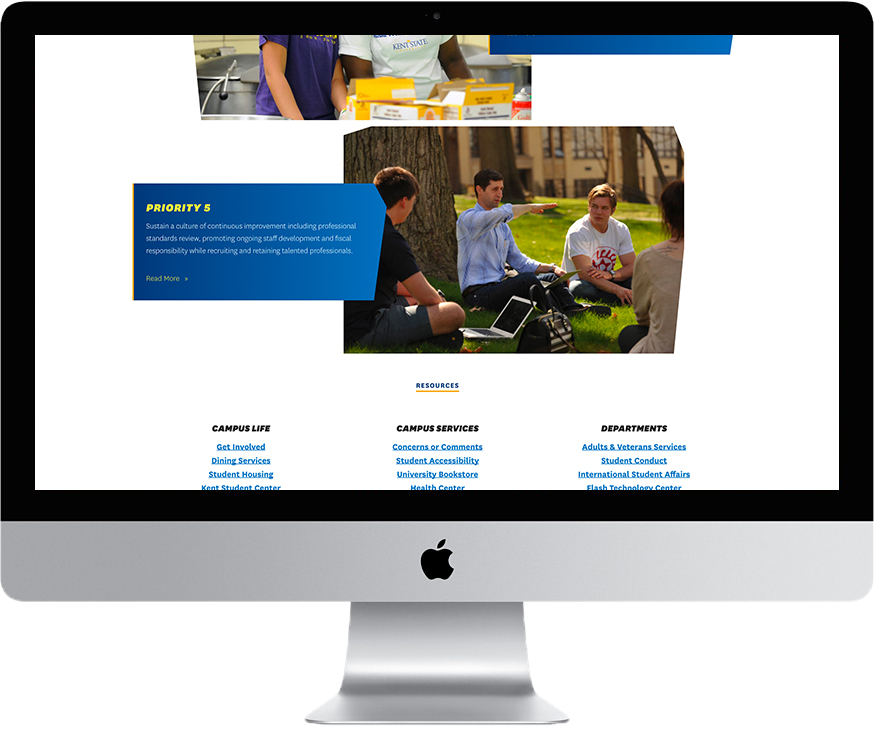 KENT STATE
PRIORITY 5
Sustain a culture of continuous improvement including professional
standards review, promoting ongoing staff development and fiscal
responsibility while recruiting and retaining talented professionals.
Read More »
RESOURCES
CAMPUS LIFE
Get Involved
Dining Services
Student Housing
Kent Student Center
CAMPUS SERVICES
Concerns or Comments
Student Accessibility
University Bookstore
Health Center
DEPARTMENTS
Adults & Veterans Services
Student Conduct
International Student Affairs
Flash Technology Center